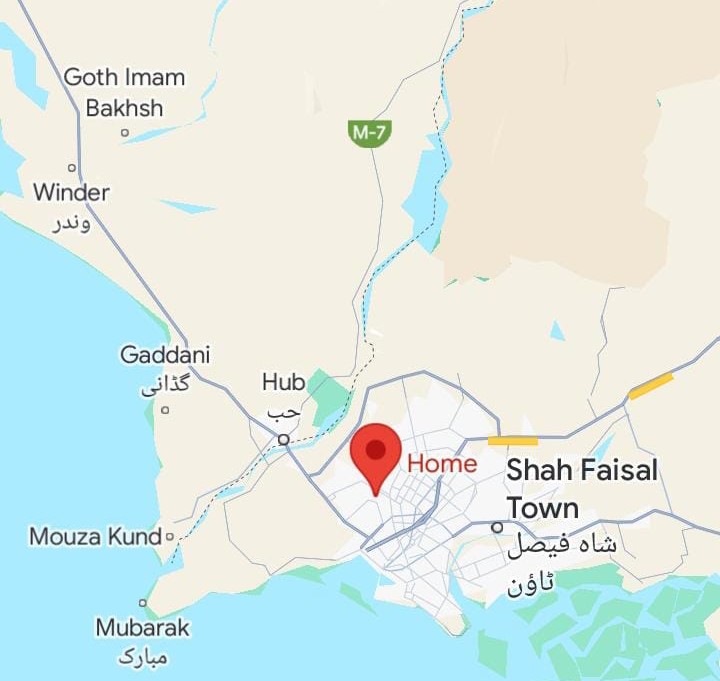 Goth Imam
Bakhsh
M-7
Winder
وندر
Gaddani
گڈانی
Hub
حب
Home
Shah Faisal
Town
شاہ فیصل
ٹاؤن
Mouza Kund
Mubarak
مبارک